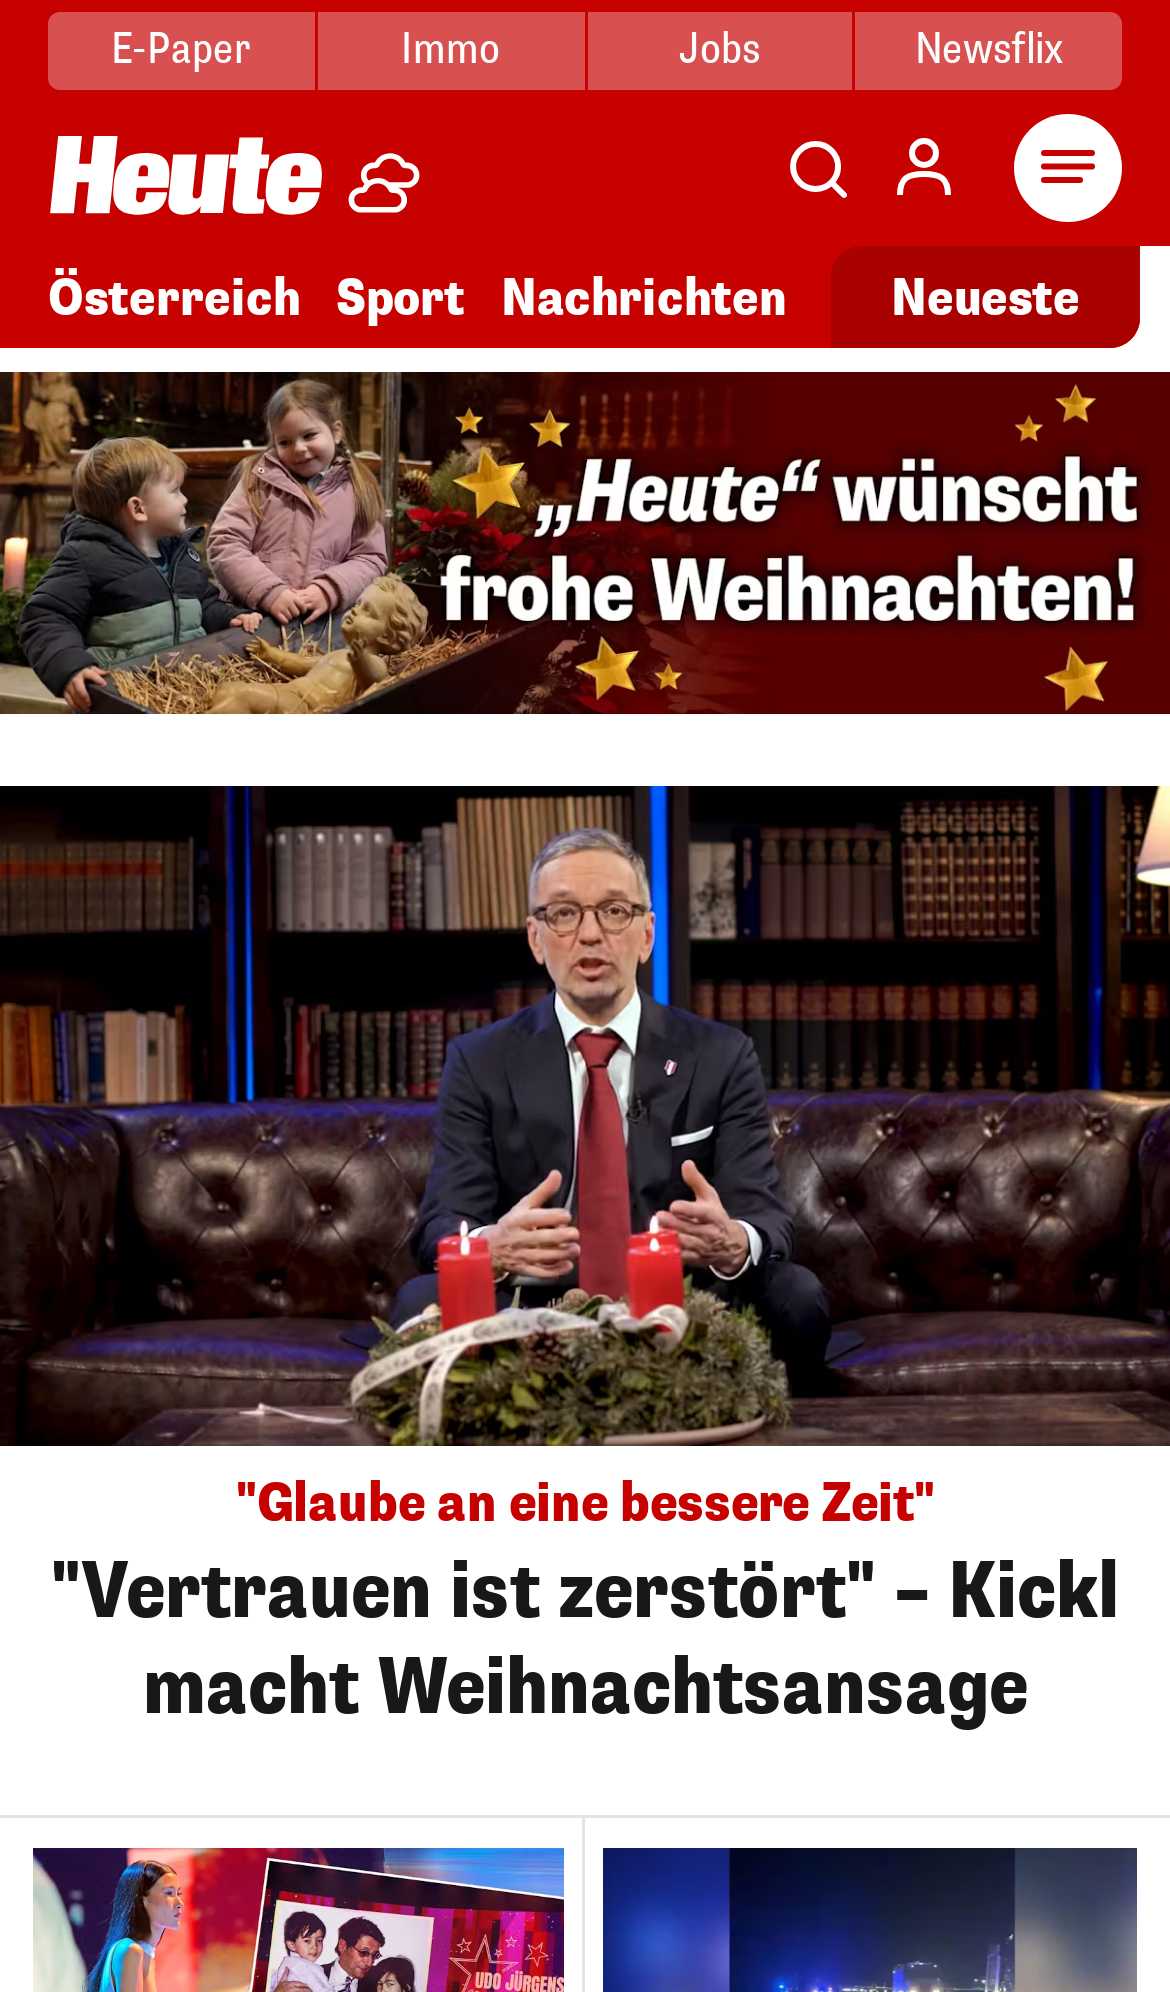 E-Paper
Immo
Jobs
Newsflix
Heute
Österreich
Sport
Nachrichten
Neueste
„Heute“ wünscht
frohe Weihnachten!
"Glaube an eine bessere Zeit"
"Vertrauen ist zerstört" – Kickl
macht Weihnachtsansage
UDO JÜRGENS